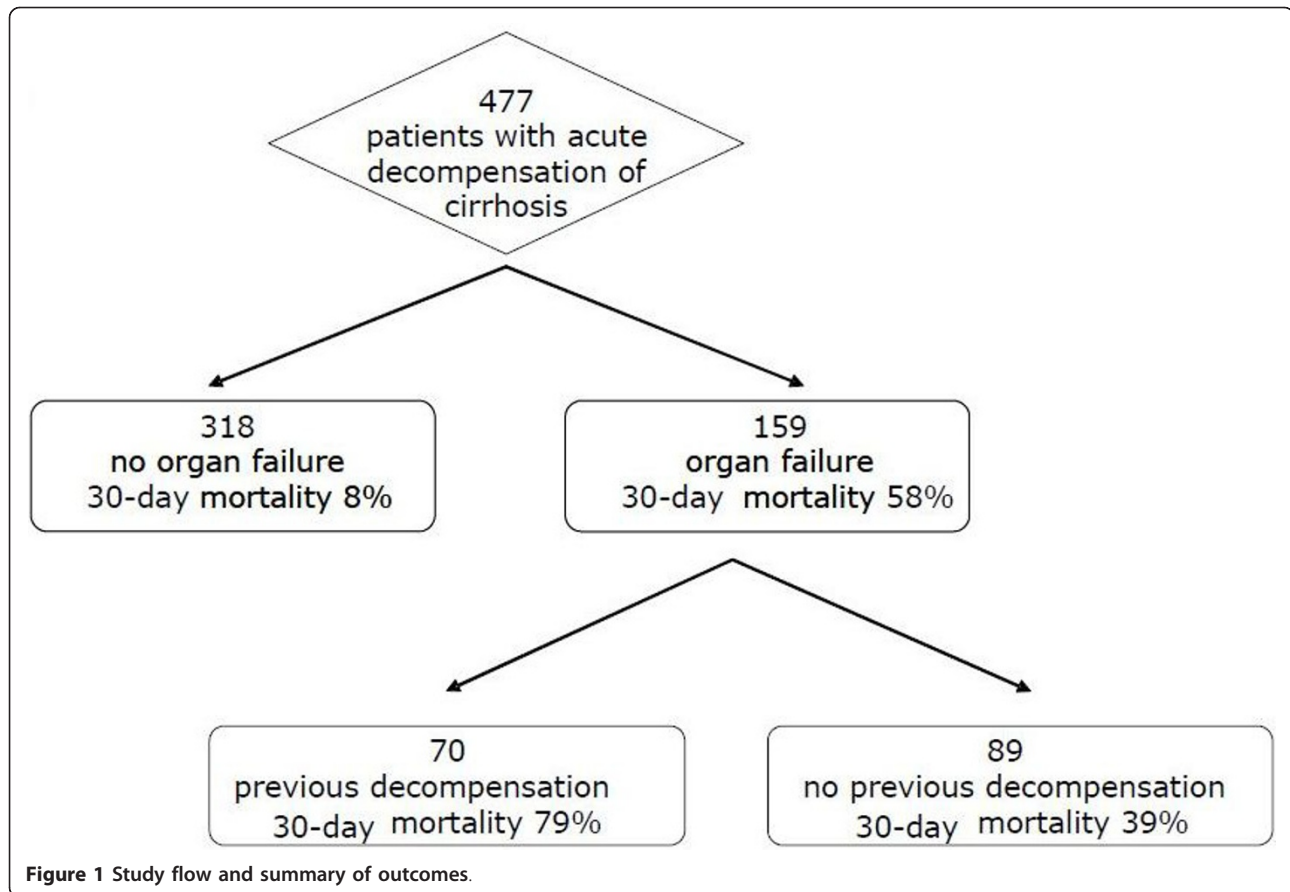 477
patients with acute
decompensation of
cirrhosis
318
no organ failure
30-day mortality 8%
159
organ failure
30-day mortality 58%
70
previous decompensation
30-day mortality 79%
89
no previous decompensation
30-day mortality 39%
Figure 1 Study flow and summary of outcomes.